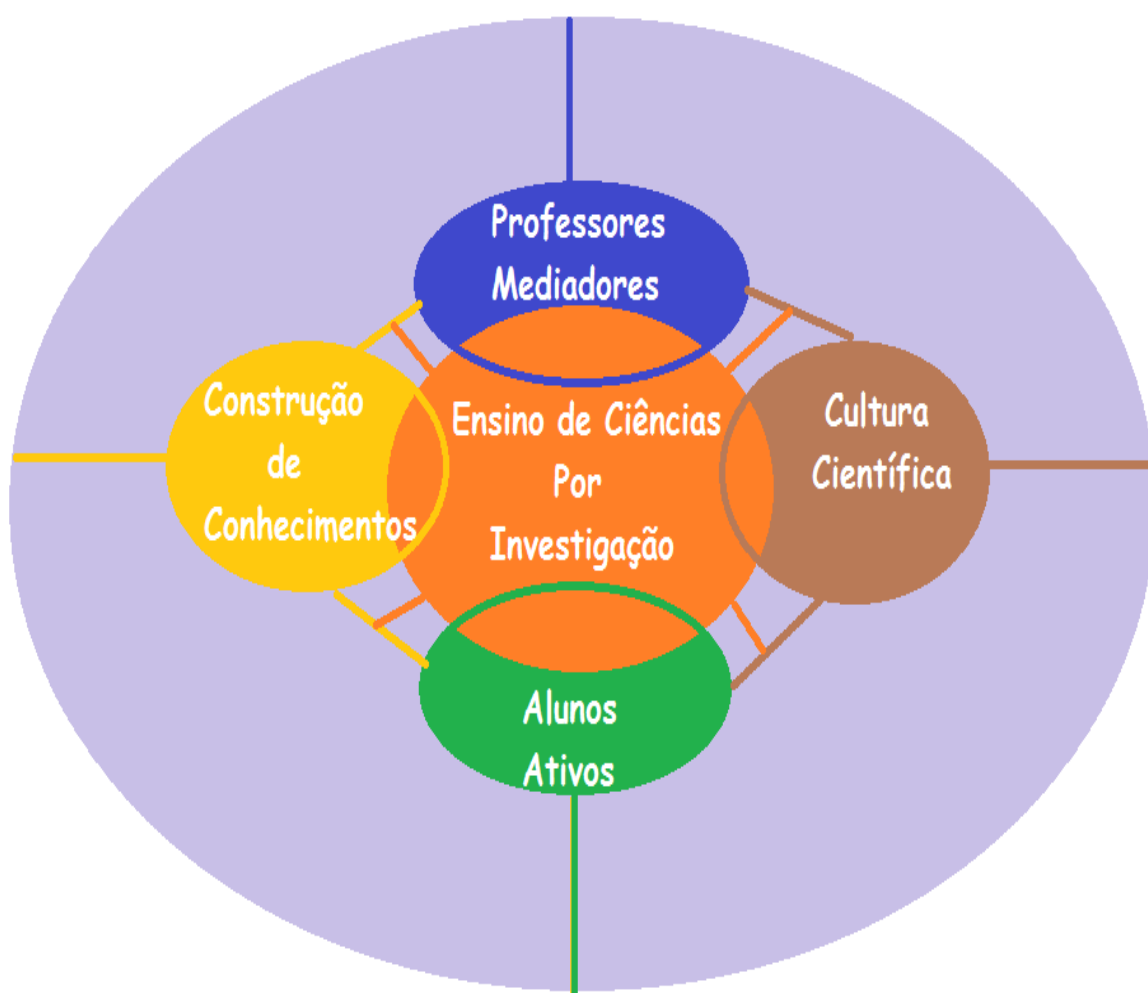 Professores
Mediadores
Construção
de
Conhecimentos
Ensino de Ciências
Por
Investigação
Cultura
Científica
Alunos
Ativos